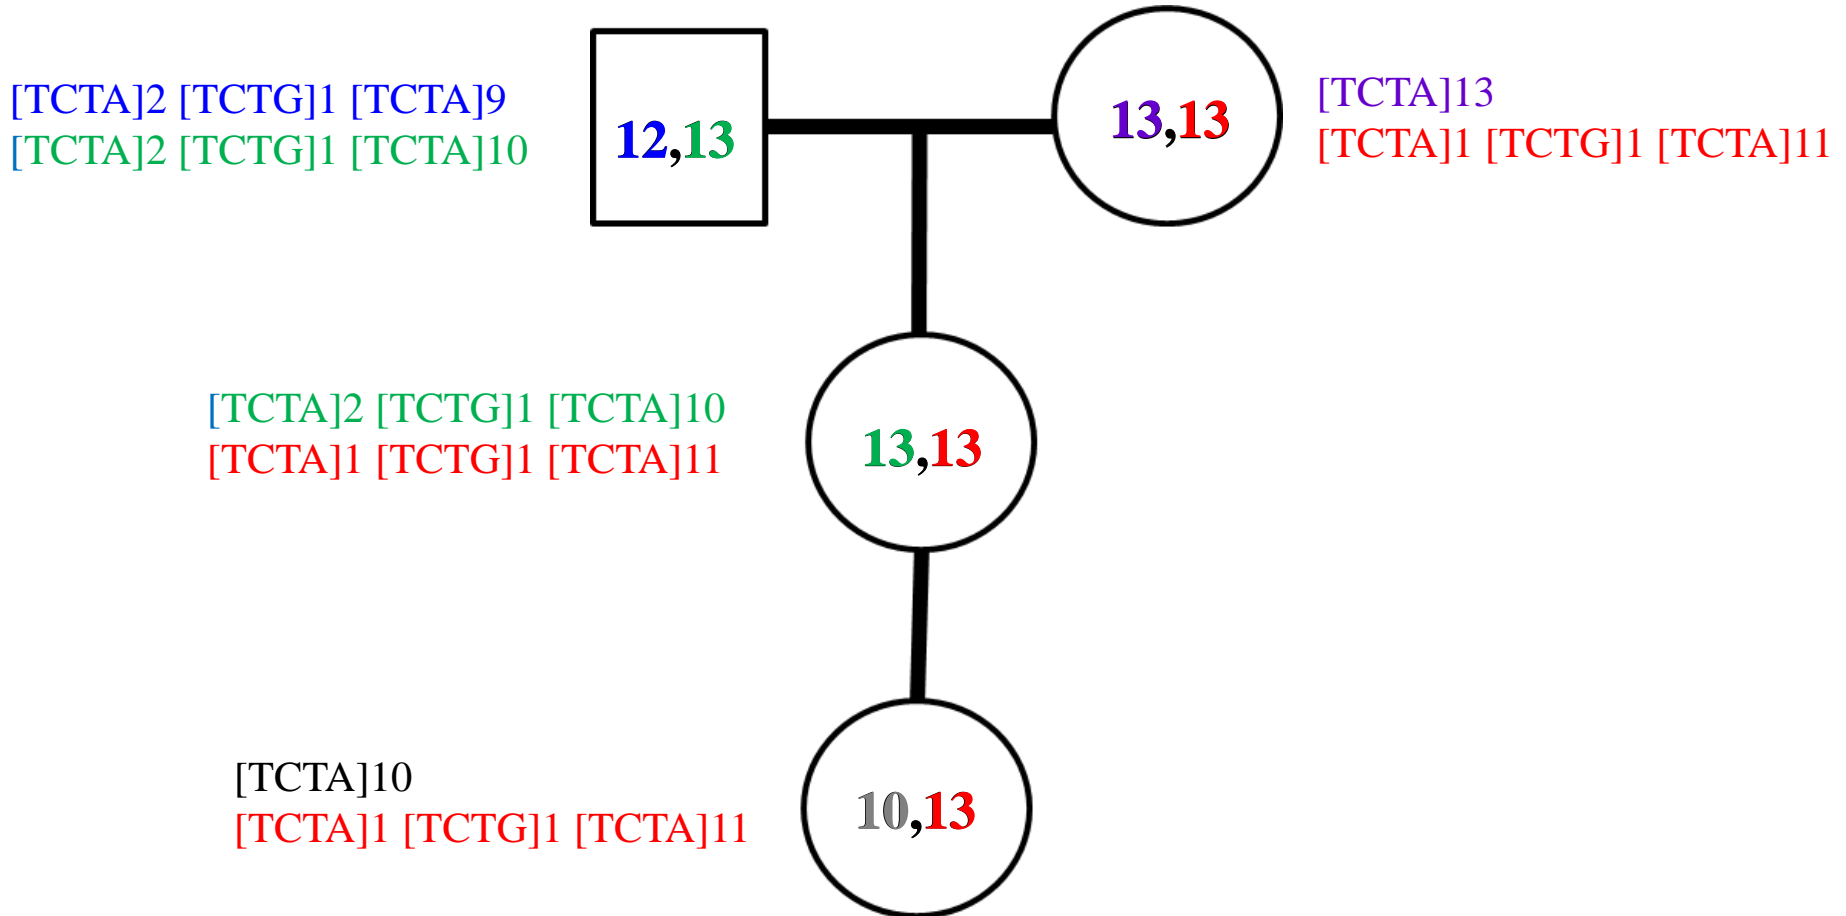 [TCTA]2 [TCTG]1 [TCTA]9
[TCTA]2 [TCTG]1 [TCTA]10
12,13
13,13
[TCTA]13
[TCTA]1 [TCTG]1 [TCTA]11
[TCTA]2 [TCTG]1 [TCTA]10
[TCTA]1 [TCTG]1 [TCTA]11
13,13
[TCTA]10
[TCTA]1 [TCTG]1 [TCTA]11
10,13